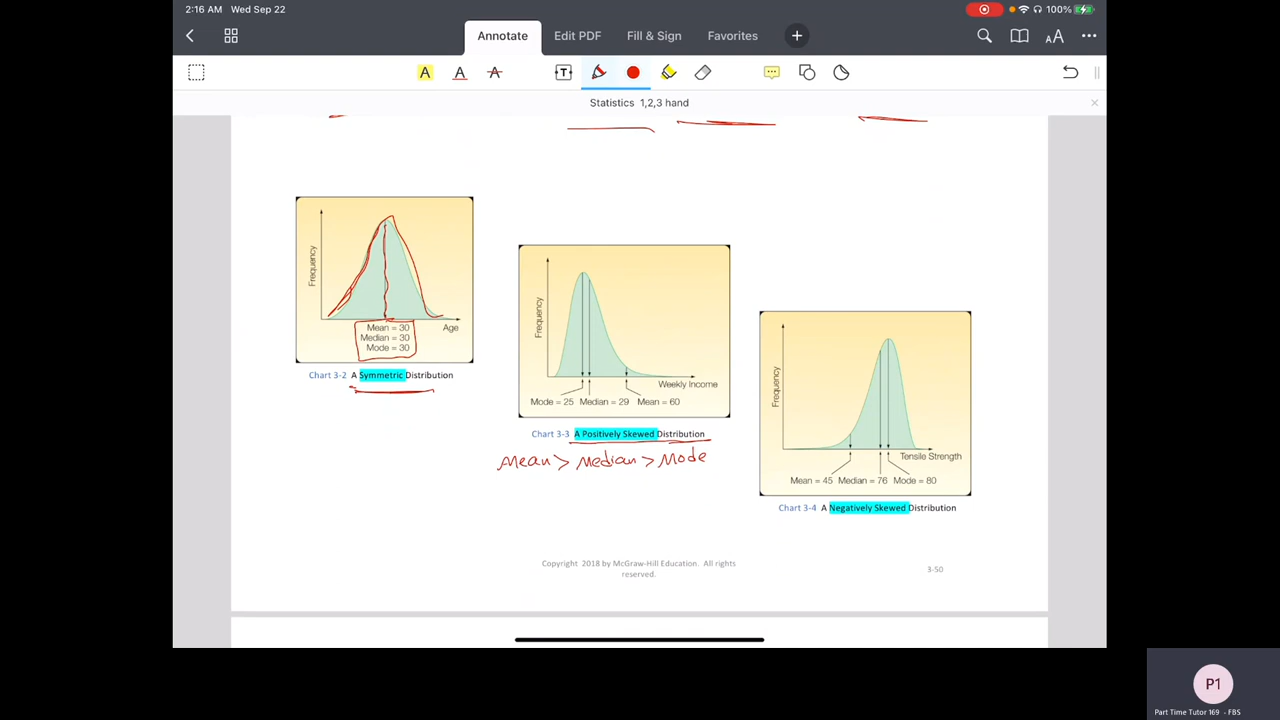 2:16 AM Wed Sep 22
100%
Annotate
Edit PDF
Fill & Sign
Favorites
Statistics 1,2,3 hand
Frequency
Age
Mean = 30
Median = 30
Mode = 30
Chart 3-2 A Symmetric Distribution
Frequency
Weekly Income
Mode = 25 Median = 29 Mean = 60
Chart 3-3 A Positively Skewed Distribution
Mean > Median > Mode
Frequency
Tensile Strength
Mean = 45 Median = 76 Mode = 80
Chart 3-4 A Negatively Skewed Distribution
Copyright 2018 by McGraw-Hill Education. All rights
reserved.
3-50
P1
Part Time Tutor 169 - FBS